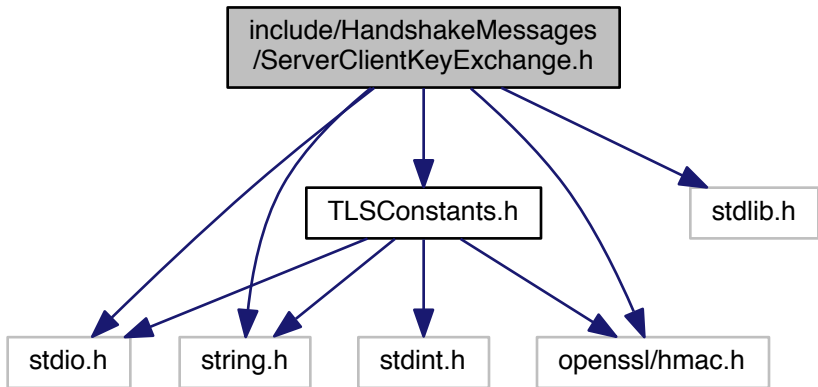 include/HandshakeMessages
/ServerClientKeyExchange.h
TLSConstants.h
stdlib.h
stdio.h
string.h
stdint.h
openssl/hmac.h